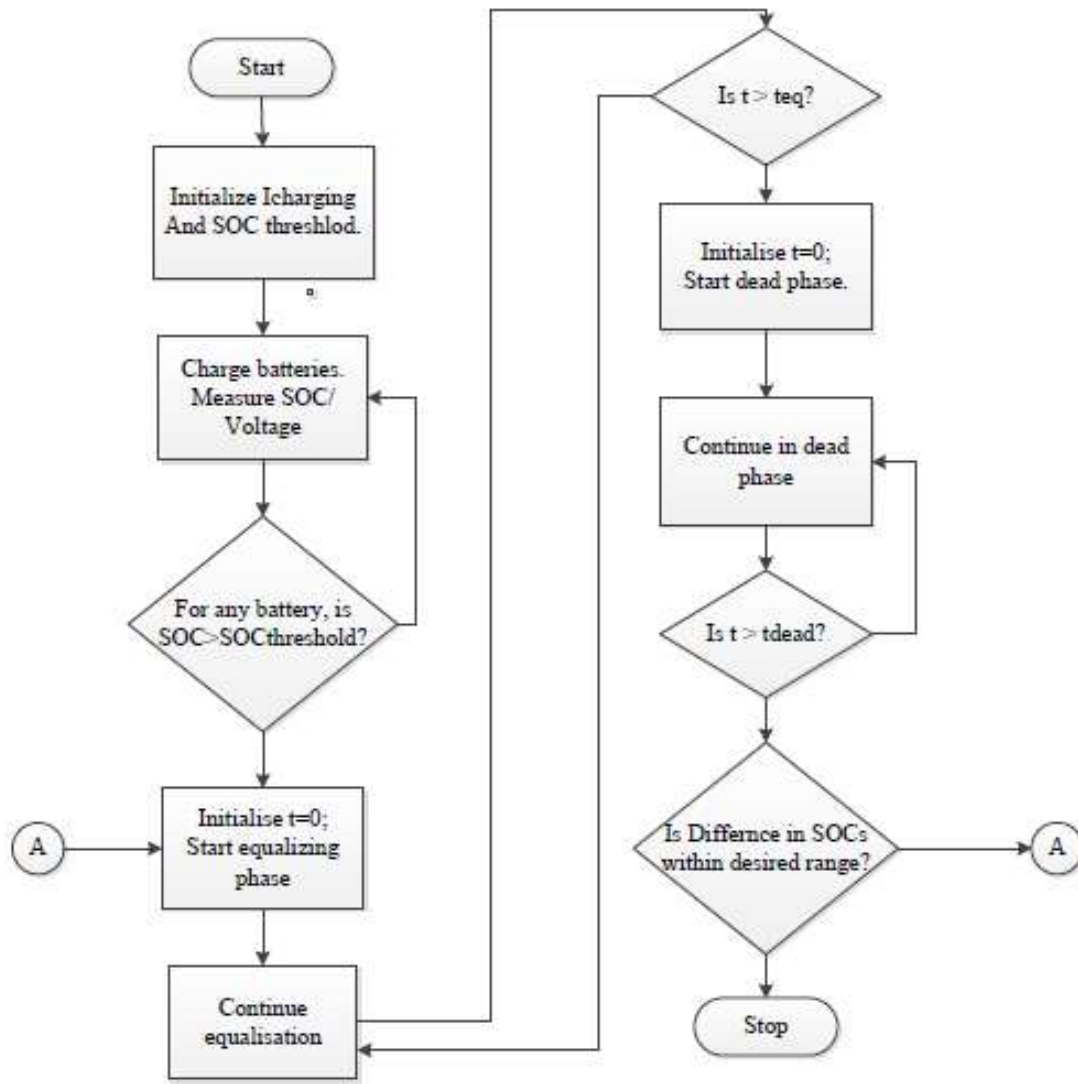 Start
Initialize Icharging
And SOC threshlod.
Charge batteries.
Measure SOC/
Voltage
For any battery, is
SOC>SOCthreshold?
A
Initialise t=0;
Start equalizing
phase
Continue
equalisation
Is t > teq?
Initialise t=0;
Start dead phase.
Continue in dead
phase
Is t > tdead?
Is Differnce in SOCs
within desired range?
A
Stop